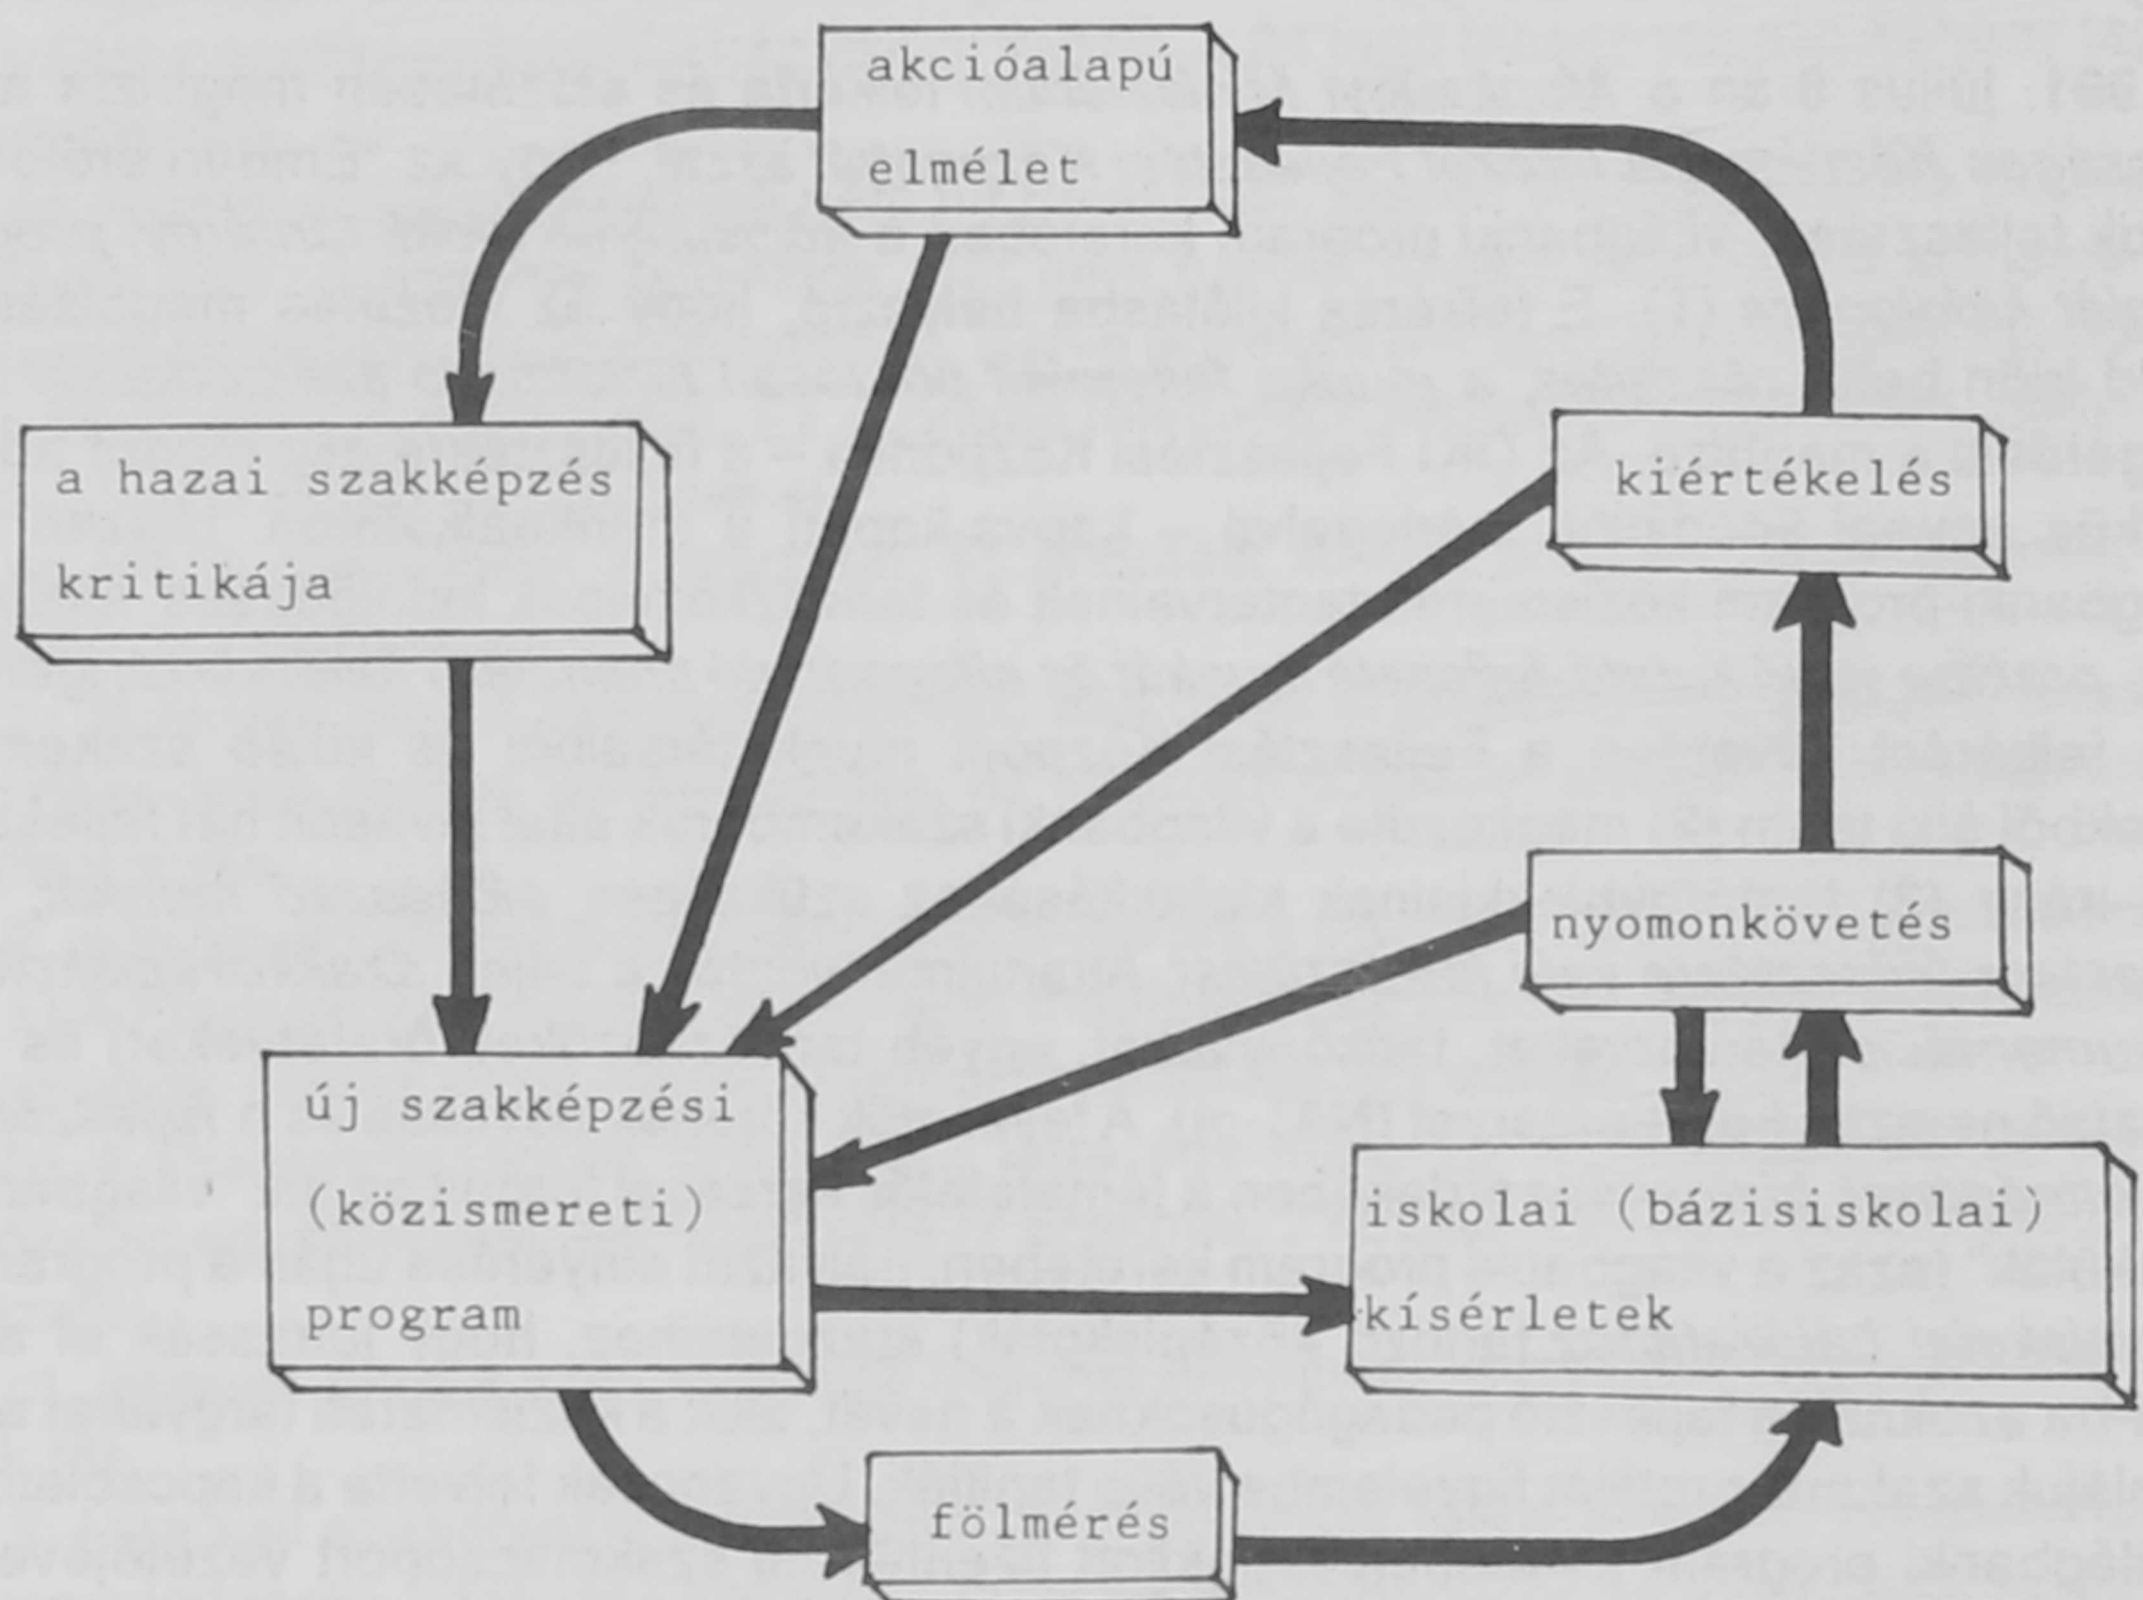 akcióalapú
elmélet
a hazai szakképzés
kritikája
kiértékelés
nyomonkövetés
új szakképzési
(közismereti)
program
iskolai (bázisiskolai)
kísérletek
fölmérés